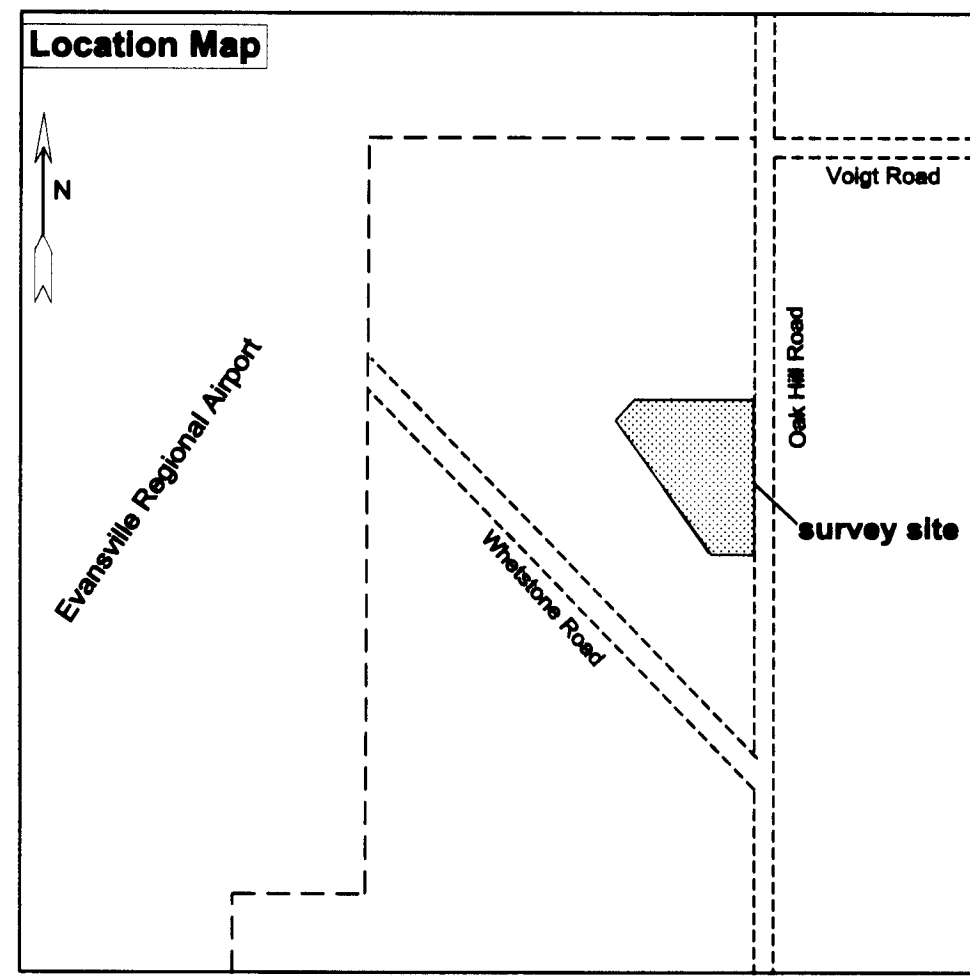 Location Map
N
Voigt Road
Oak Hill Road
Evansville Regional Airport
survey site
Whetstone Road